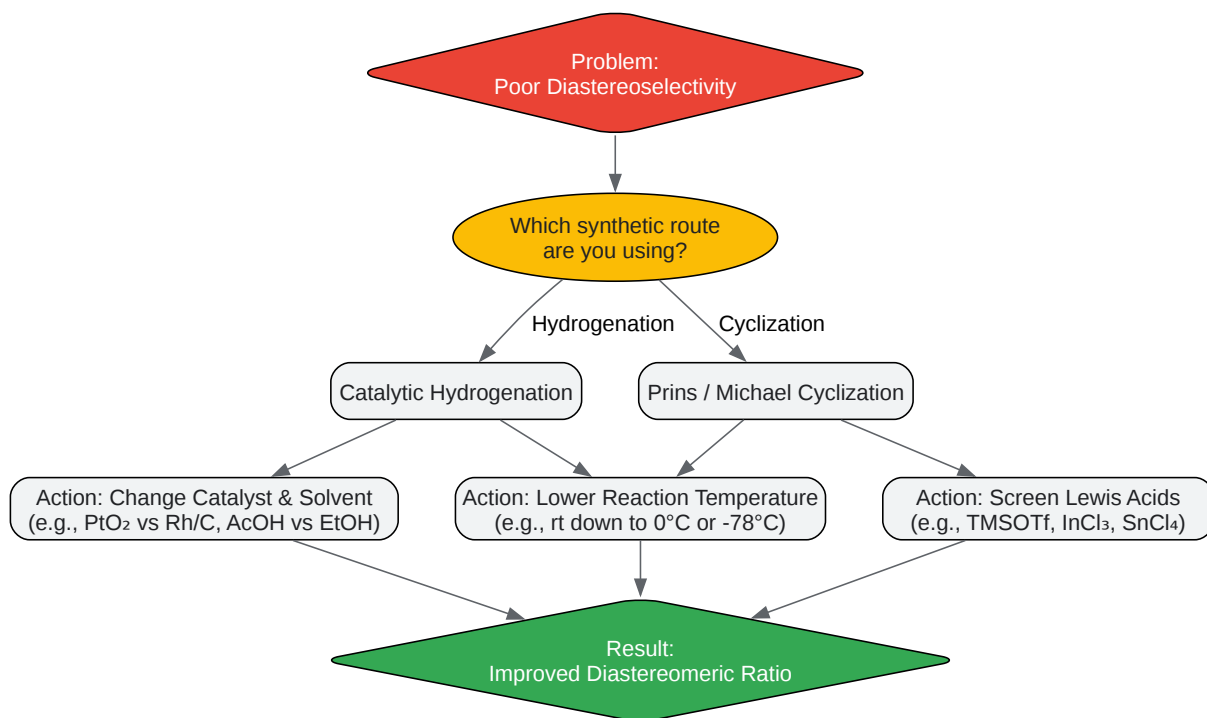 Problem:
Poor Diastereoselectivity
Which synthetic route
are you using?
Hydrogenation
Cyclization
Catalytic Hydrogenation
Prins / Michael Cyclization
Action: Change Catalyst & Solvent
(e.g., PtO₂ vs Rh/C, AcOH vs EtOH)
Action: Lower Reaction Temperature
(e.g., rt down to 0°C or -78°C)
Action: Screen Lewis Acids
(e.g., TMSOTf, InCl₃, SnCl₄)
Result:
Improved Diastereomeric Ratio